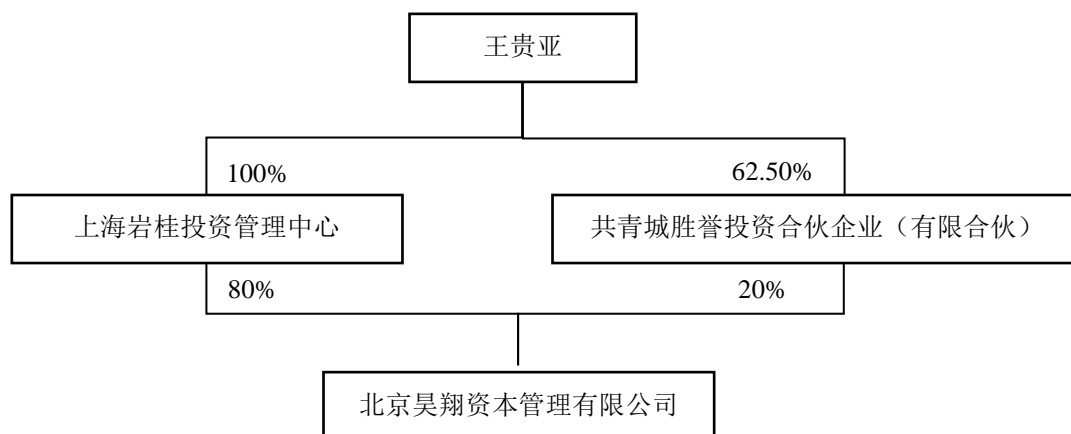 王贵亚
100%
62.50%
上海岩桂投资管理中心
共青城胜誉投资合伙企业（有限合伙）
80%
20%
北京昊翔资本管理有限公司